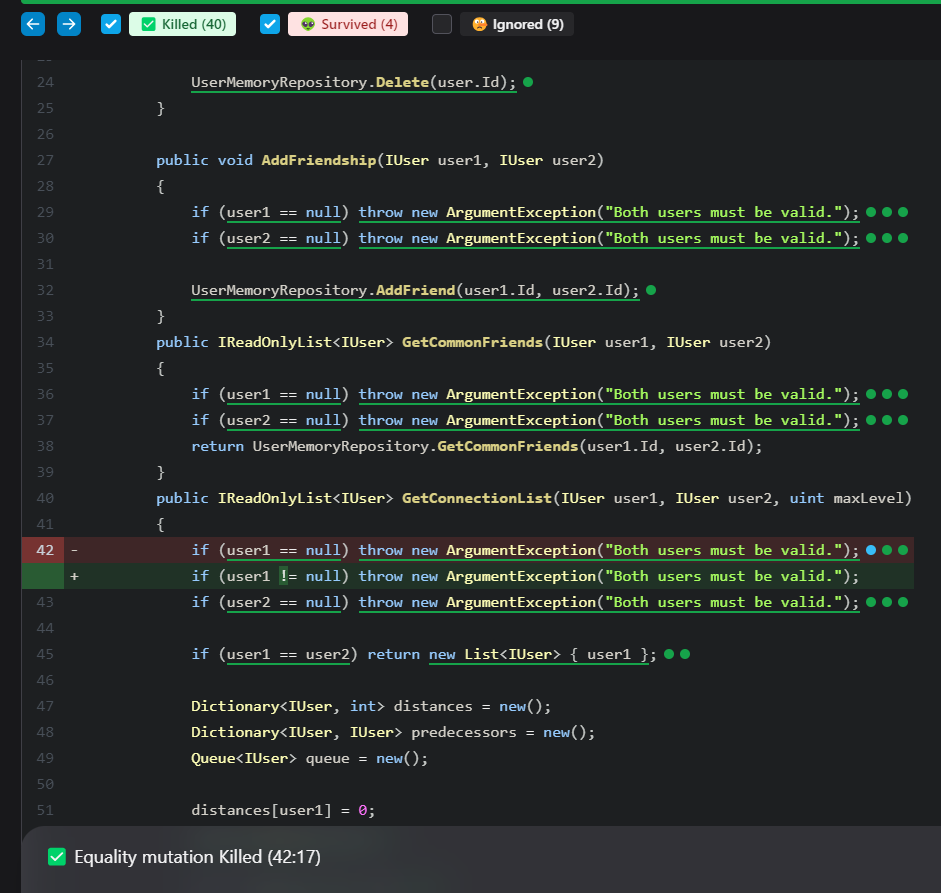 Killed (40) Survived (4) Ignored (9)
24 UserMemoryRepository.Delete(user.Id);
25 }
26
27 public void AddFriendship(IUser user1, IUser user2)
28 {
29 if (user1 == null) throw new ArgumentException("Both users must be valid.");
30 if (user2 == null) throw new ArgumentException("Both users must be valid.");
31
32 UserMemoryRepository.AddFriend(user1.Id, user2.Id);
33 }
34 public IReadOnlyList<IUser> GetCommonFriends(IUser user1, IUser user2)
35 {
36 if (user1 == null) throw new ArgumentException("Both users must be valid.");
37 if (user2 == null) throw new ArgumentException("Both users must be valid.");
38 return UserMemoryRepository.GetCommonFriends(user1.Id, user2.Id);
39 }
40 public IReadOnlyList<IUser> GetConnectionList(IUser user1, IUser user2, uint maxLevel)
41 {
42 - if (user1 == null) throw new ArgumentException("Both users must be valid.");
+ if (user1 != null) throw new ArgumentException("Both users must be valid.");
43 if (user2 == null) throw new ArgumentException("Both users must be valid.");
44
45 if (user1 == user2) return new List<IUser> { user1 };
46
47 Dictionary<IUser, int> distances = new();
48 Dictionary<IUser, IUser> predecessors = new();
49 Queue<IUser> queue = new();
50
51 distances[user1] = 0;
Equality mutation Killed (42:17)